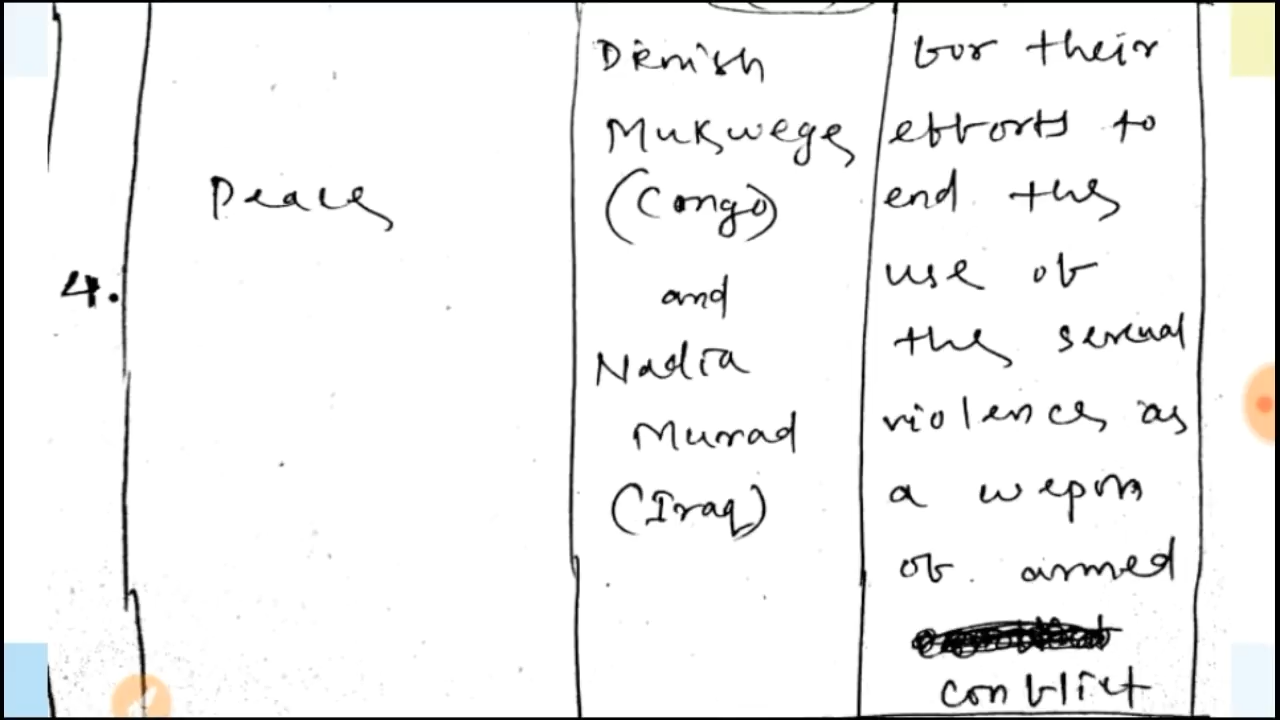 4.
Peace
Denish
Mukwege
(Congo)
and
Nadia
Murad
(Iraq)
for their
efforts to
end the
use of
the sexual
violence as
a wepon
of armed
conflict